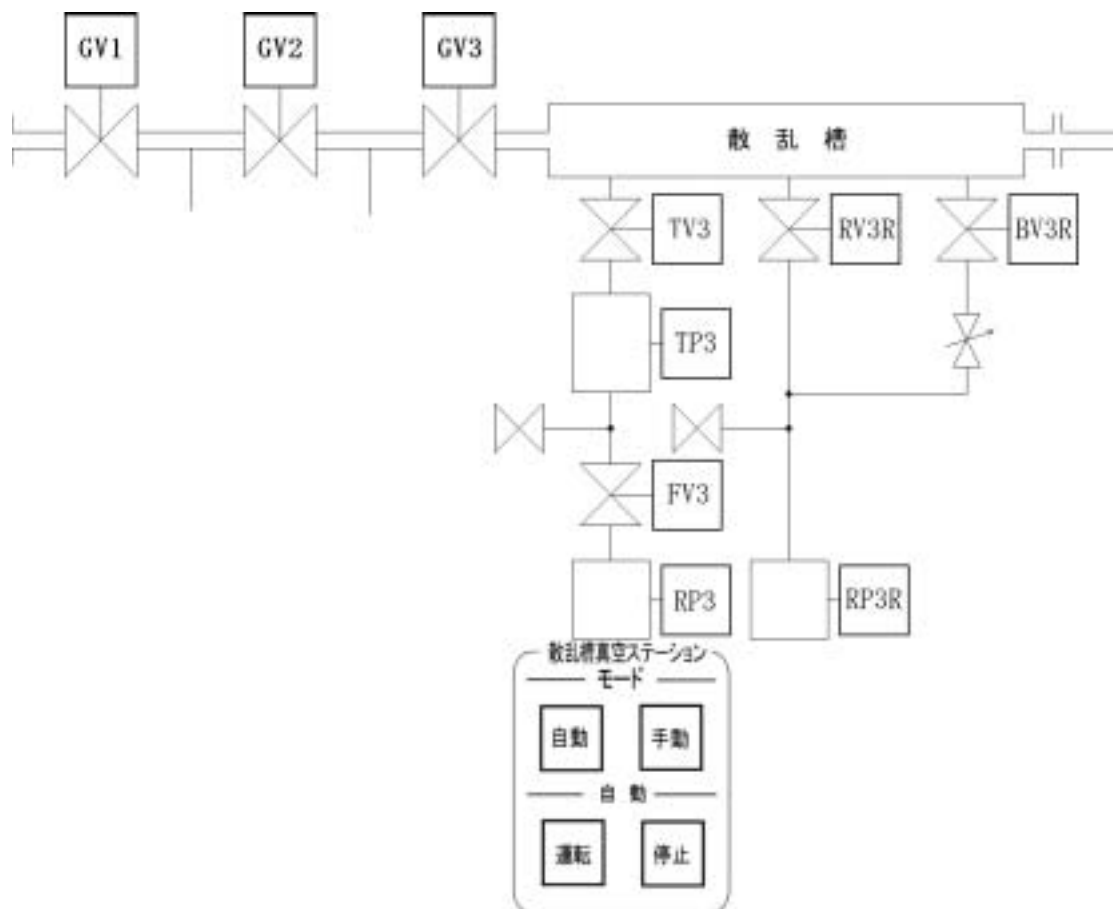 GV1 GV2 GV3
散乱槽
TV3 RV3R BV3R
TP3
FV3
RP3 RP3R
散乱槽真空ステーション
モード
自動 手動
自動
運転 停止